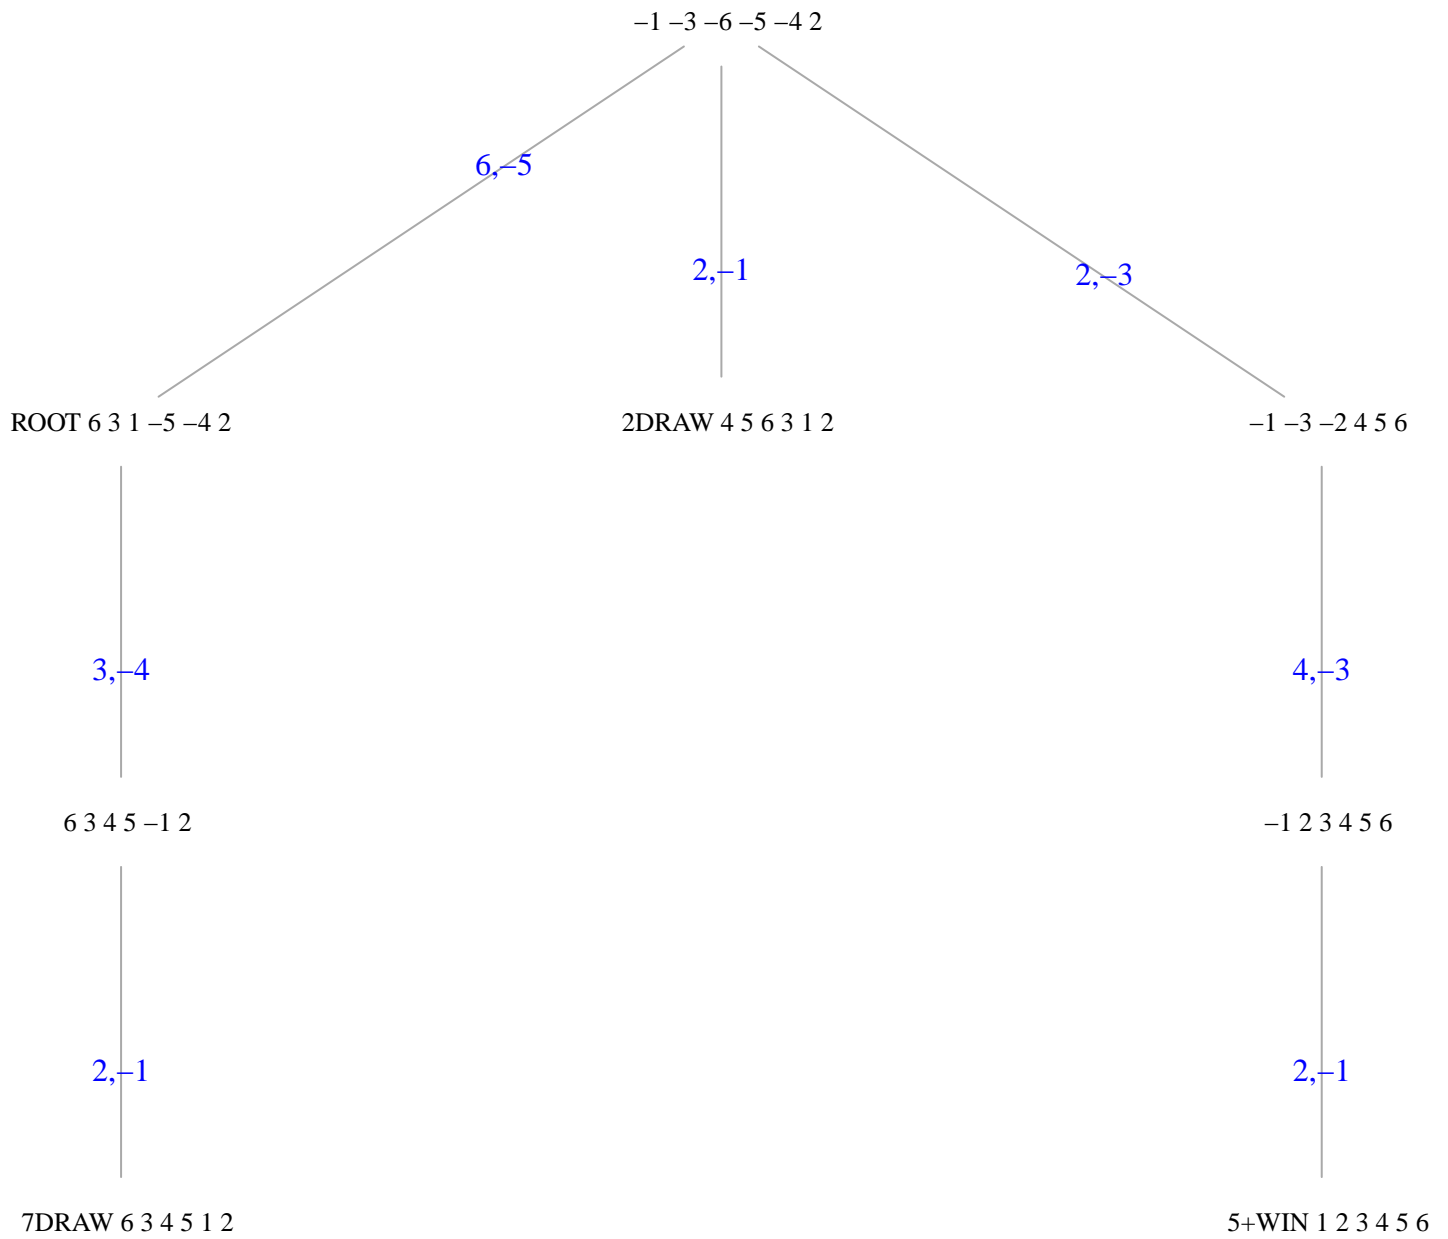 –1 –3 –6 –5 –4 2
6,–5
2,–1
2,–3
ROOT 6 3 1 –5 –4 2
2DRAW 4 5 6 3 1 2
–1 –3 –2 4 5 6
3,–4
4,–3
6 3 4 5 –1 2
–1 2 3 4 5 6
2,–1
2,–1
7DRAW 6 3 4 5 1 2
5+WIN 1 2 3 4 5 6